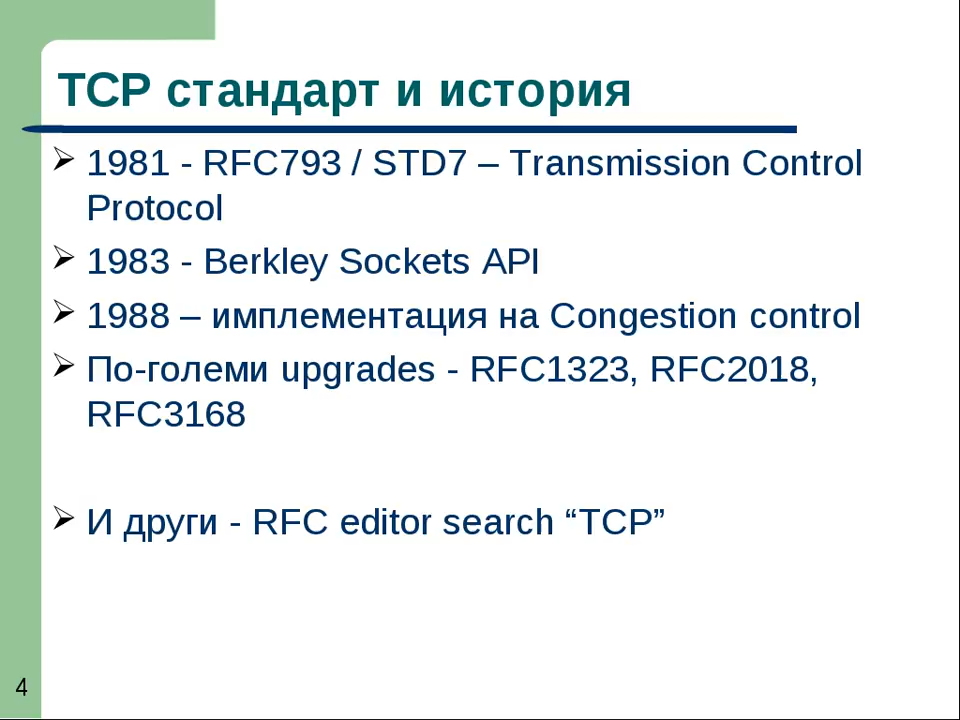 TCP стандарт и история
1981 - RFC793 / STD7 – Transmission Control
Protocol
1983 - Berkley Sockets API
1988 – имплементация на Congestion control
По-големи upgrades - RFC1323, RFC2018,
RFC3168
И други - RFC editor search “TCP”
4